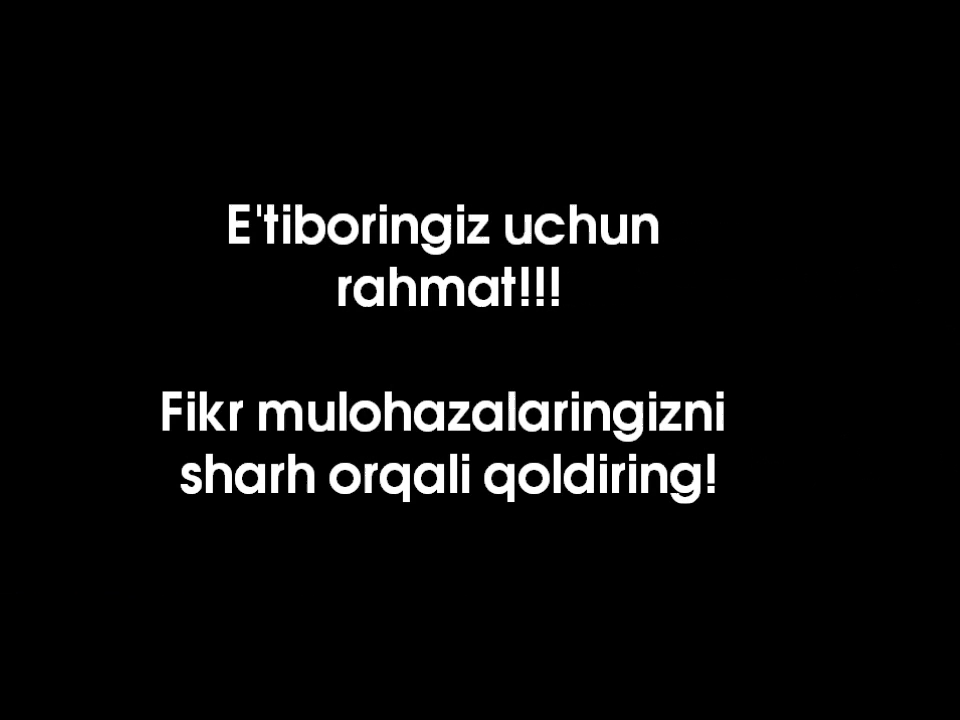 E'tiboringiz uchun
rahmat!!!
Fikr mulohazalaringizni
sharh orqali qoldiring!